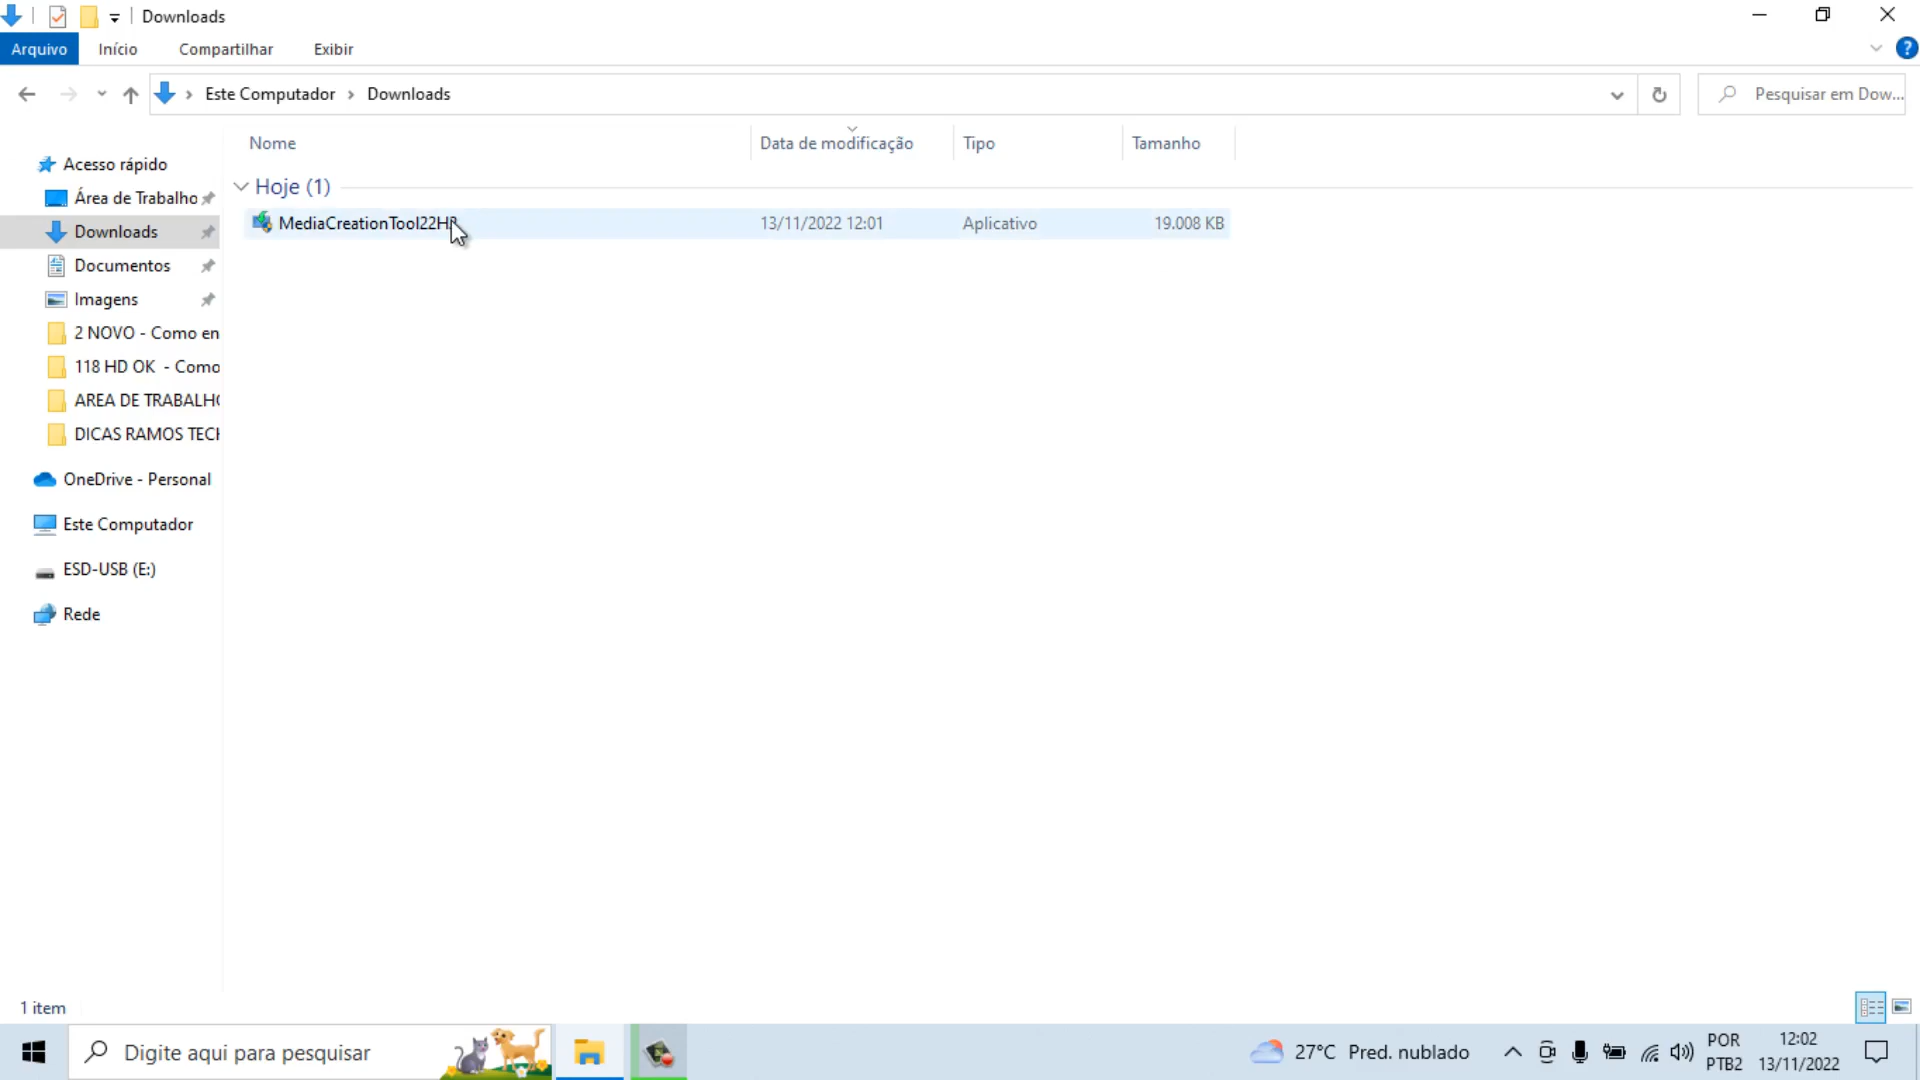 Downloads
Arquivo Início Compartilhar Exibir
Este Computador Downloads
Pesquisar em Dow...
Nome Data de modificação Tipo Tamanho
Acesso rápido
Hoje (1)
Área de Trabalho
MediaCreationTool22H2 13/11/2022 12:01 Aplicativo 19.008 KB
Downloads
Documentos
Imagens
2 NOVO - Como en
118 HD OK - Como
AREA DE TRABALHO
DICAS RAMOS TECH
OneDrive - Personal
Este Computador
ESD-USB (E:)
Rede
1 item
Digite aqui para pesquisar
27°C Pred. nublado
POR
PTB2
12:02
13/11/2022